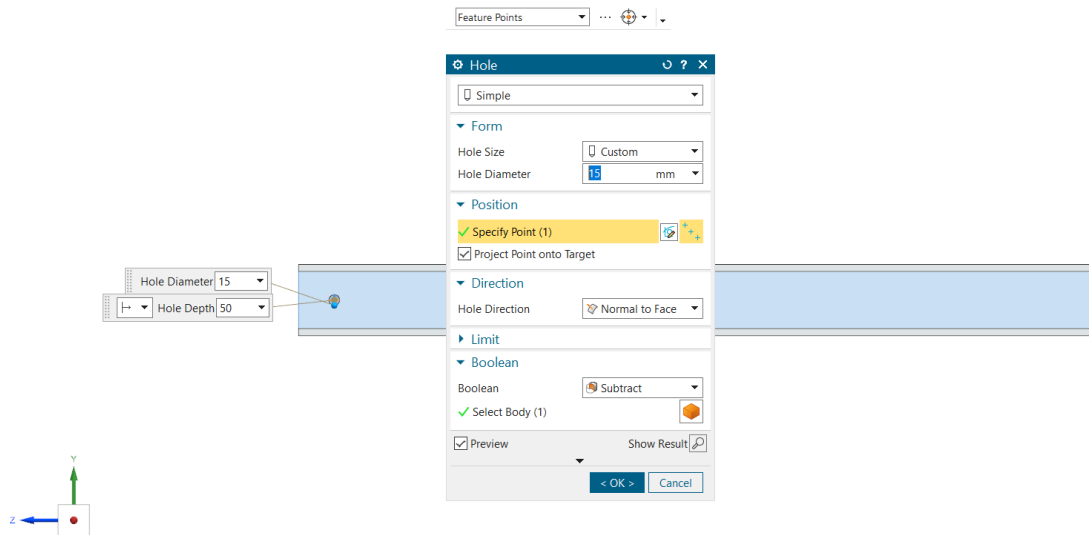 Feature Points
Hole
Simple
Form
Hole Size Custom
Hole Diameter 15 mm
Position
Specify Point (1)
Project Point onto Target
Hole Diameter 15
Hole Depth 50
Direction
Hole Direction Normal to Face
Limit
Boolean
Boolean Subtract
Select Body (1)
Preview Show Result
< OK > Cancel
Y
Z